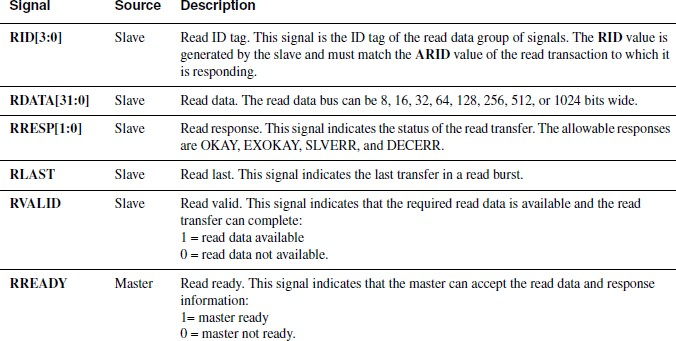 Signal Source Description
RID[3:0] Slave Read ID tag. This signal is the ID tag of the read data group of signals. The RID value is
generated by the slave and must match the ARID value of the read transaction to which it
is responding.
RDATA[31:0] Slave Read data. The read data bus can be 8, 16, 32, 64, 128, 256, 512, or 1024 bits wide.
RRESP[1:0] Slave Read response. This signal indicates the status of the read transfer. The allowable responses
are OKAY, EXOKAY, SLVERR, and DECERR.
RLAST Slave Read last. This signal indicates the last transfer in a read burst.
RVALID Slave Read valid. This signal indicates that the required read data is available and the read
transfer can complete:
1 = read data available
0 = read data not available.
RREADY Master Read ready. This signal indicates that the master can accept the read data and response
information:
1= master ready
0 = master not ready.